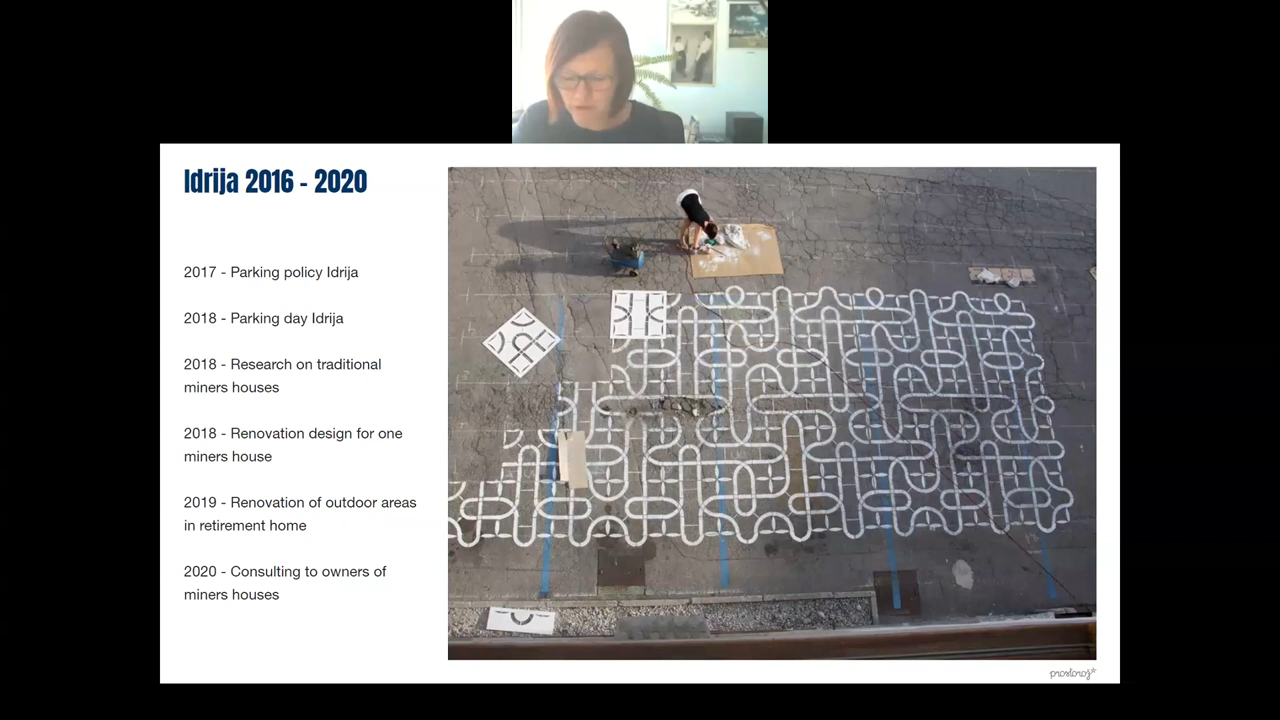 Idrija 2016 - 2020
2017 - Parking policy Idrija
2018 - Parking day Idrija
2018 - Research on traditional
miners houses
2018 - Renovation design for one
miners house
2019 - Renovation of outdoor areas
in retirement home
2020 - Consulting to owners of
miners houses
prostorož*